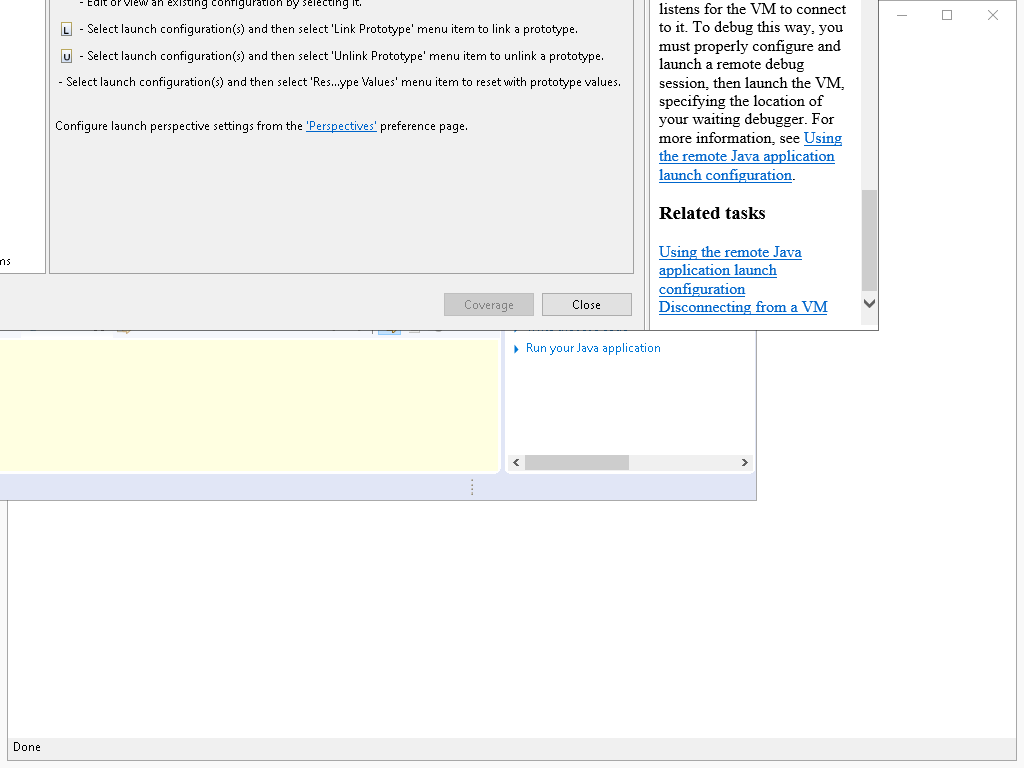 - Edit or view an existing configuration by selecting it.
L - Select launch configuration(s) and then select 'Link Prototype' menu item to link a prototype.
U - Select launch configuration(s) and then select 'Unlink Prototype' menu item to unlink a prototype.
- Select launch configuration(s) and then select 'Res...ype Values' menu item to reset with prototype values.
Configure launch perspective settings from the 'Perspectives' preference page.
ms
Coverage
Close
listens for the VM to connect
to it. To debug this way, you
must properly configure and
launch a remote debug
session, then launch the VM,
specifying the location of
your waiting debugger. For
more information, see Using
the remote Java application
launch configuration.
Related tasks
Using the remote Java
application launch
configuration
Disconnecting from a VM
Run your Java application
Done